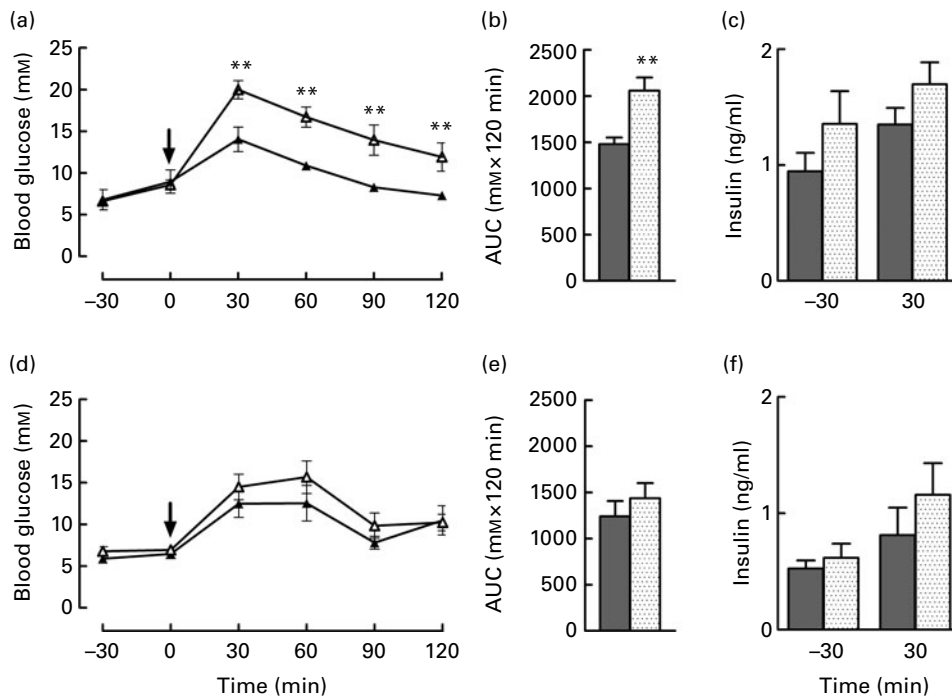 (a)
Blood glucose (mM)
25
20
15
10
5
0
** ** ** **
–30 0 30 60 90 120
(b)
AUC (mM×120 min)
2500
2000
1500
1000
500
0
**
(c)
Insulin (ng/ml)
2
1
0
–30 30
(d)
Blood glucose (mM)
25
20
15
10
5
0
–30 0 30 60 90 120
Time (min)
(e)
AUC (mM×120 min)
2500
2000
1500
1000
500
0
(f)
Insulin (ng/ml)
2
1
0
–30 30
Time (min)